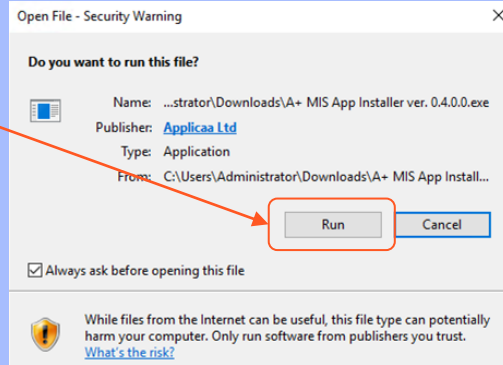 Open File - Security Warning
Do you want to run this file?
Name: ...strator\Downloads\A+ MIS App Installer ver. 0.4.0.0.exe
Publisher: Applicaa Ltd
Type: Application
From: C:\Users\Administrator\Downloads\A+ MIS App Install...
Run Cancel
Always ask before opening this file
While files from the Internet can be useful, this file type can potentially
harm your computer. Only run software from publishers you trust.
What's the risk?